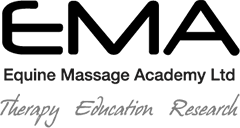 EMA
Equine Massage Academy Ltd
Therapy Education Research